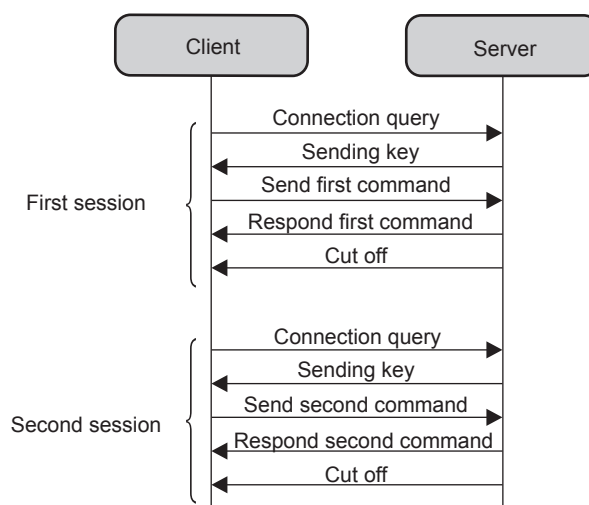 Client
Server
Connection query
Sending key
Send first command
First session
Respond first command
Cut off
Connection query
Sending key
Send second command
Second session
Respond second command
Cut off